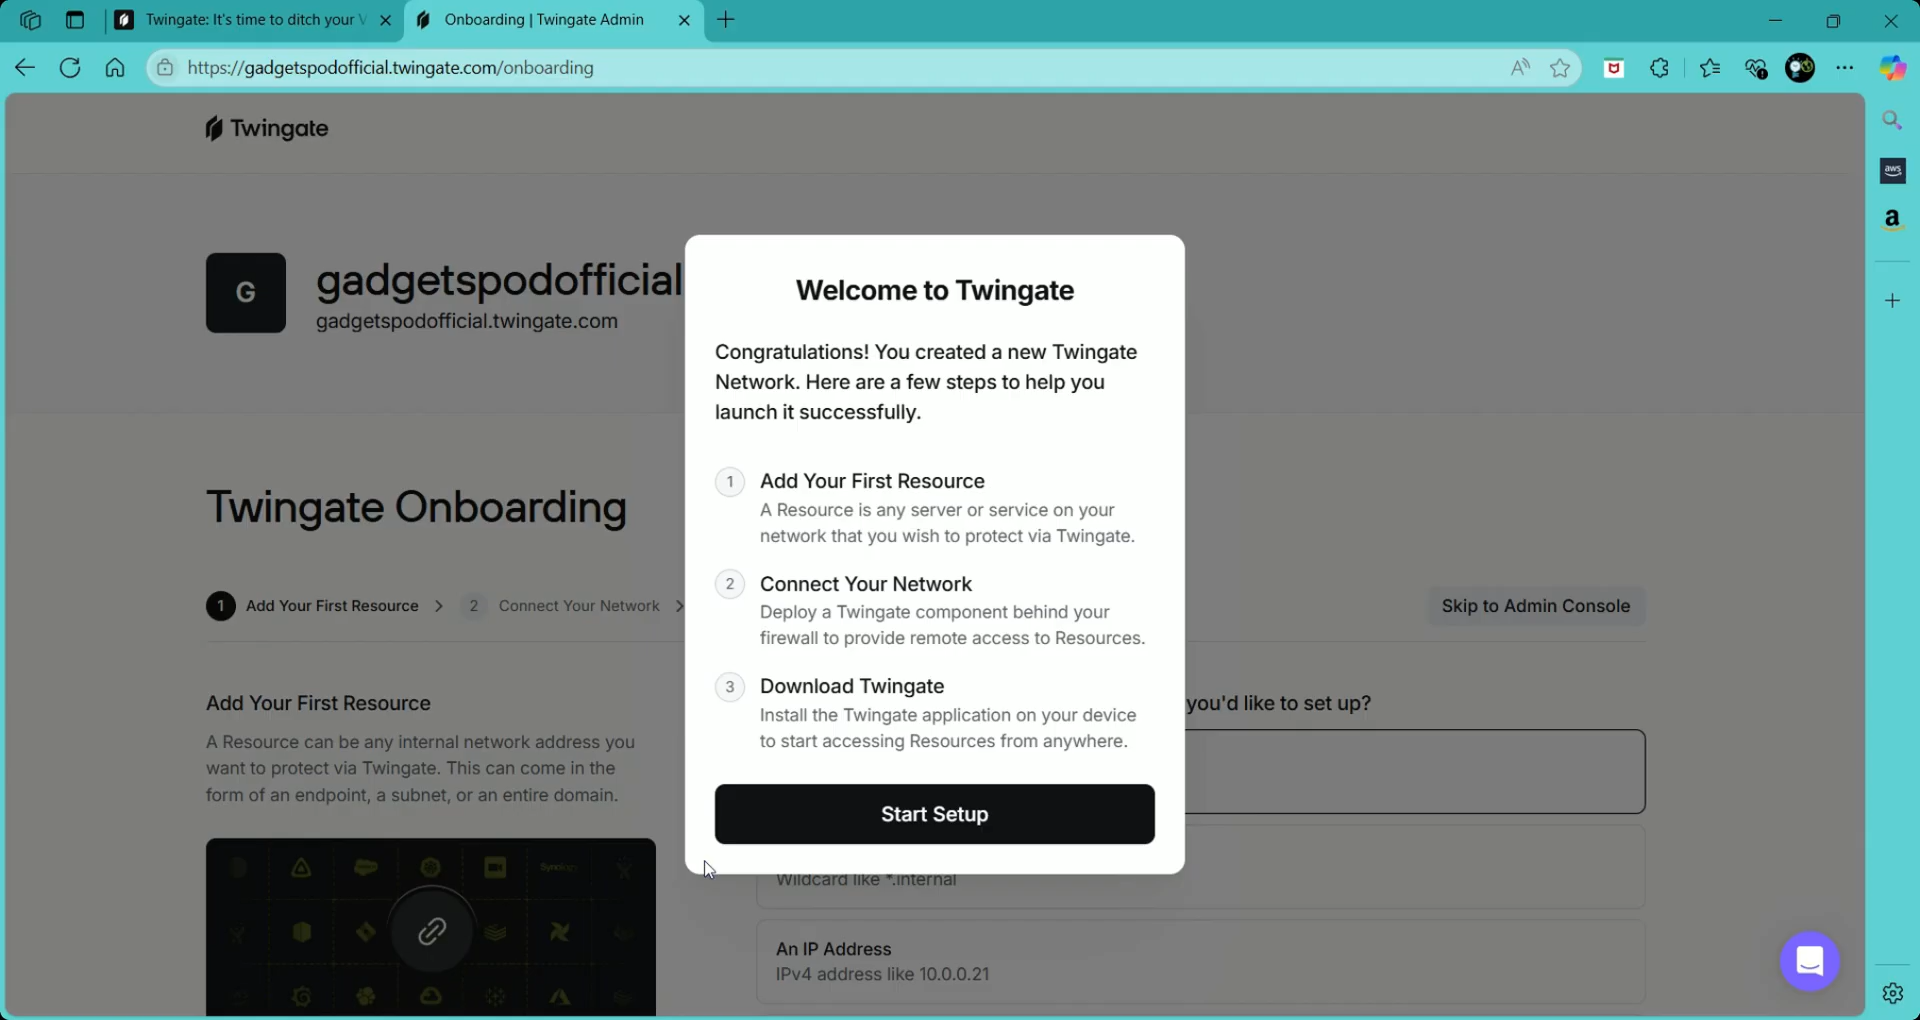 Twingate: It's time to ditch your V
Onboarding | Twingate Admin
https://gadgetspodofficial.twingate.com/onboarding
aws
a
Twingate
G
gadgetspodofficial
gadgetspodofficial.twingate.com
Welcome to Twingate
Congratulations! You created a new Twingate
Network. Here are a few steps to help you
launch it successfully.
1 Add Your First Resource
A Resource is any server or service on your
network that you wish to protect via Twingate.
2 Connect Your Network
Deploy a Twingate component behind your
firewall to provide remote access to Resources.
3 Download Twingate
Install the Twingate application on your device
to start accessing Resources from anywhere.
Start Setup
Twingate Onboarding
1 Add Your First Resource
2 Connect Your Network
Skip to Admin Console
Add Your First Resource
A Resource can be any internal network address you
want to protect via Twingate. This can come in the
form of an endpoint, a subnet, or an entire domain.
Synology
you'd like to set up?
Wildcard like *.internal
An IP Address
IPv4 address like 10.0.0.21